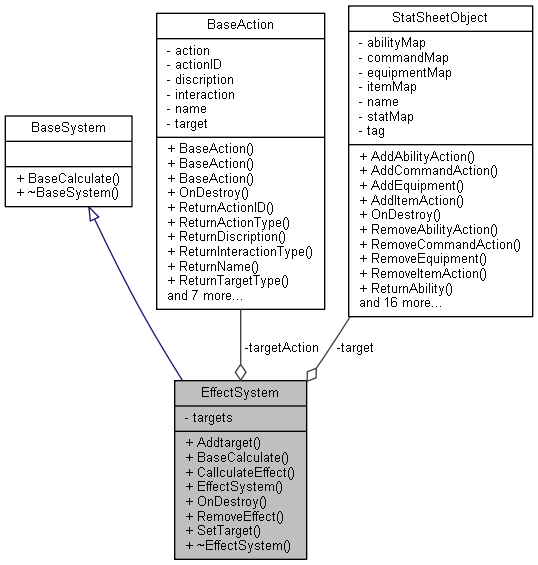 BaseSystem
+ BaseCalculate()
+ ~BaseSystem()
BaseAction
- action
- actionID
- discription
- interaction
- name
- target
+ BaseAction()
+ BaseAction()
+ BaseAction()
+ OnDestroy()
+ ReturnActionID()
+ ReturnActionType()
+ ReturnDiscription()
+ ReturnInteractionType()
+ ReturnName()
+ ReturnTargetType()
and 7 more...
StatSheetObject
- abilityMap
- commandMap
- equipmentMap
- itemMap
- name
- statMap
- tag
+ AddAbilityAction()
+ AddCommandAction()
+ AddEquipment()
+ AddItemAction()
+ OnDestroy()
+ RemoveAbilityAction()
+ RemoveCommandAction()
+ RemoveEquipment()
+ RemoveItemAction()
+ ReturnAbility()
and 16 more...
-targetAction
-target
EffectSystem
- targets
+ Addtarget()
+ BaseCalculate()
+ CallculateEffect()
+ EffectSystem()
+ OnDestroy()
+ RemoveEffect()
+ SetTarget()
+ ~EffectSystem()